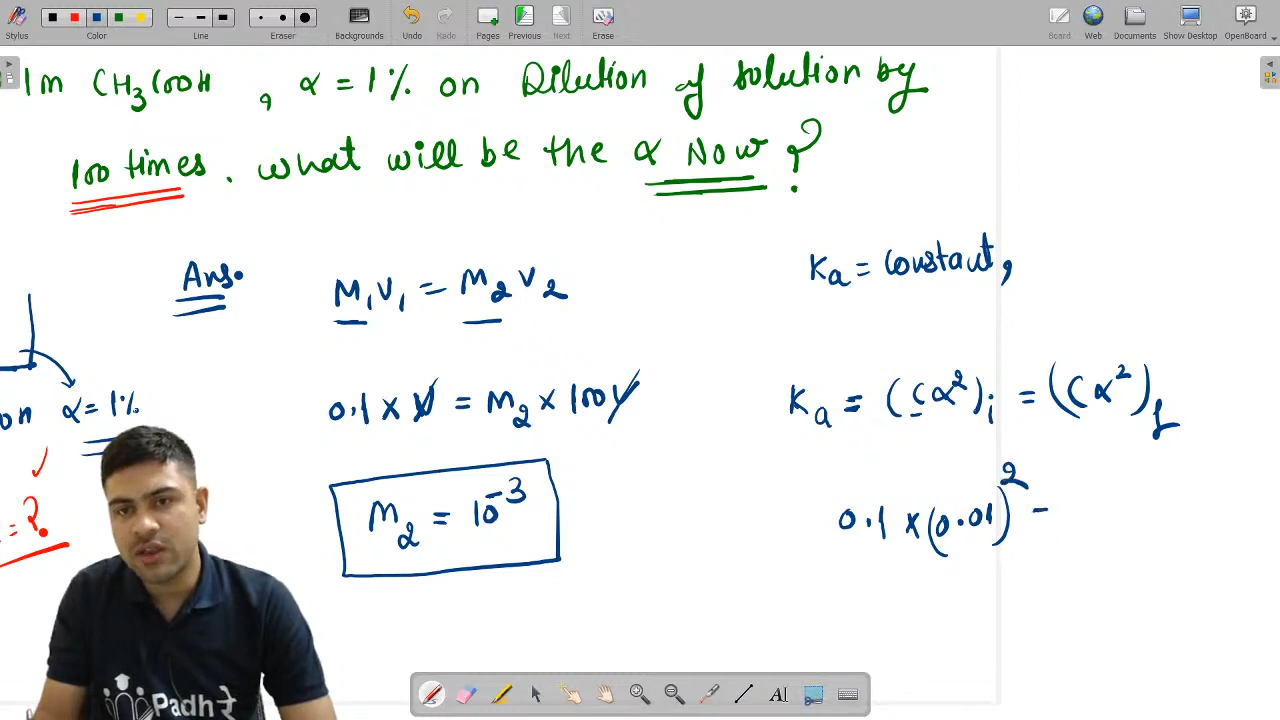 Stylus
Color
Line
Eraser
Backgrounds
Undo
Redo
Pages
Previous
Next
Erase
Board
Web
Documents
Show Desktop
OpenBoard
1m CH3COOH , α = 1% on Dilution of solution by
100 times. what will be the α Now ?
Ans.
M1V1 = M2V2
Ka = constant,
on α = 1%
0.1 × V = M2 × 100V
Ka = (Cα²)i = (Cα²)f
= ?
M2 = 10⁻³
0.1 × (0.01)² =
Padhरे
AI